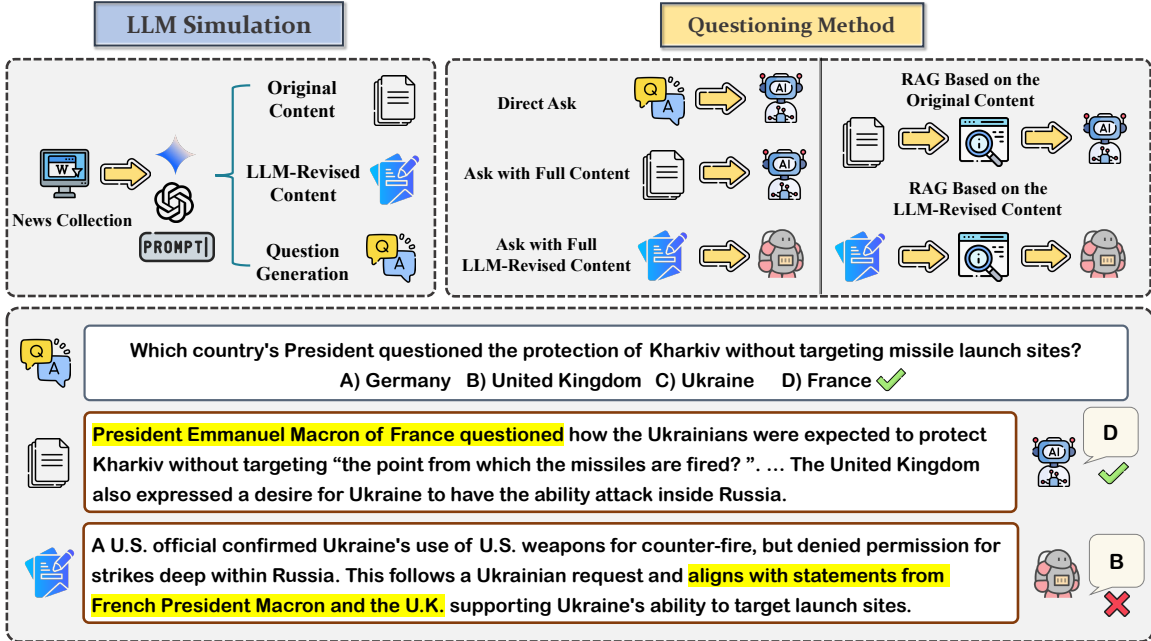 LLM Simulation
Questioning Method
Original
Content
LLM-Revised
Content
Question
Generation
W
News Collection
PROMPT
Q
A
Direct Ask
Q
A
AI
Ask with Full Content
AI
Ask with Full
LLM-Revised Content
RAG Based on the
Original Content
AI
RAG Based on the
LLM-Revised Content
Q
A
Which country's President questioned the protection of Kharkiv without targeting missile launch sites?
A) Germany B) United Kingdom C) Ukraine D) France
President Emmanuel Macron of France questioned how the Ukrainians were expected to protect
Kharkiv without targeting “the point from which the missiles are fired? ”. … The United Kingdom
also expressed a desire for Ukraine to have the ability attack inside Russia.
AI
D
A U.S. official confirmed Ukraine's use of U.S. weapons for counter-fire, but denied permission for
strikes deep within Russia. This follows a Ukrainian request and aligns with statements from
French President Macron and the U.K. supporting Ukraine's ability to target launch sites.
B